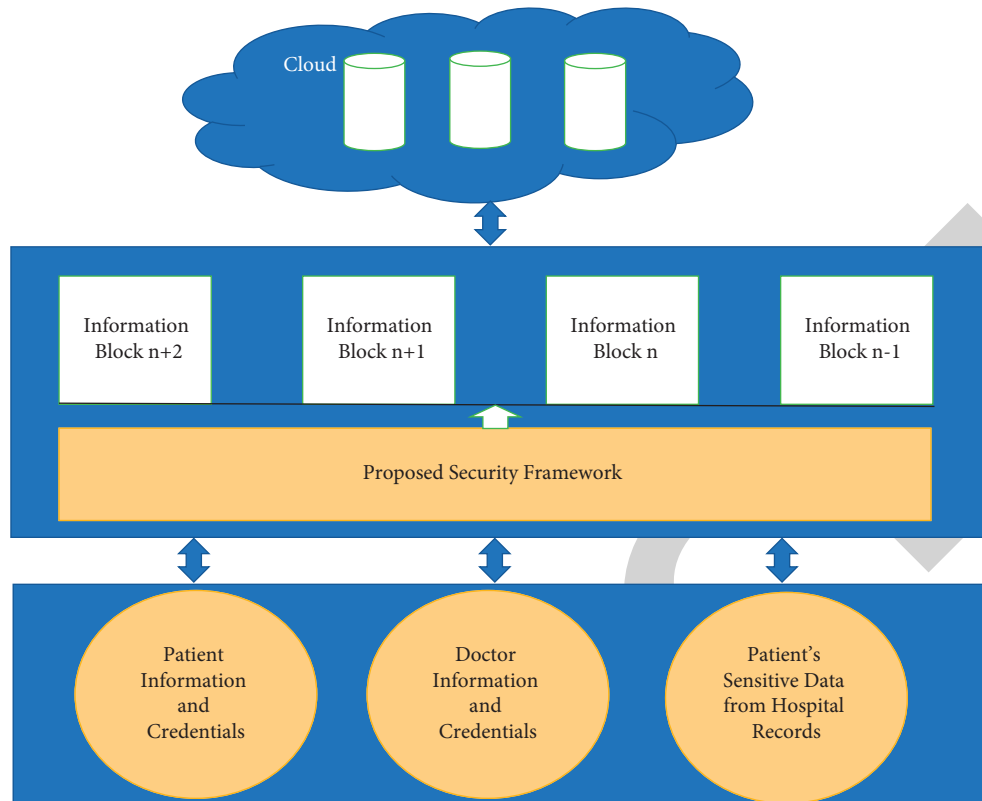 Cloud
Information
Block n+2
Information
Block n+1
Information
Block n
Information
Block n-1
Proposed Security Framework
Patient
Information
and
Credentials
Doctor
Information
and
Credentials
Patient's
Sensitive Data
from Hospital
Records